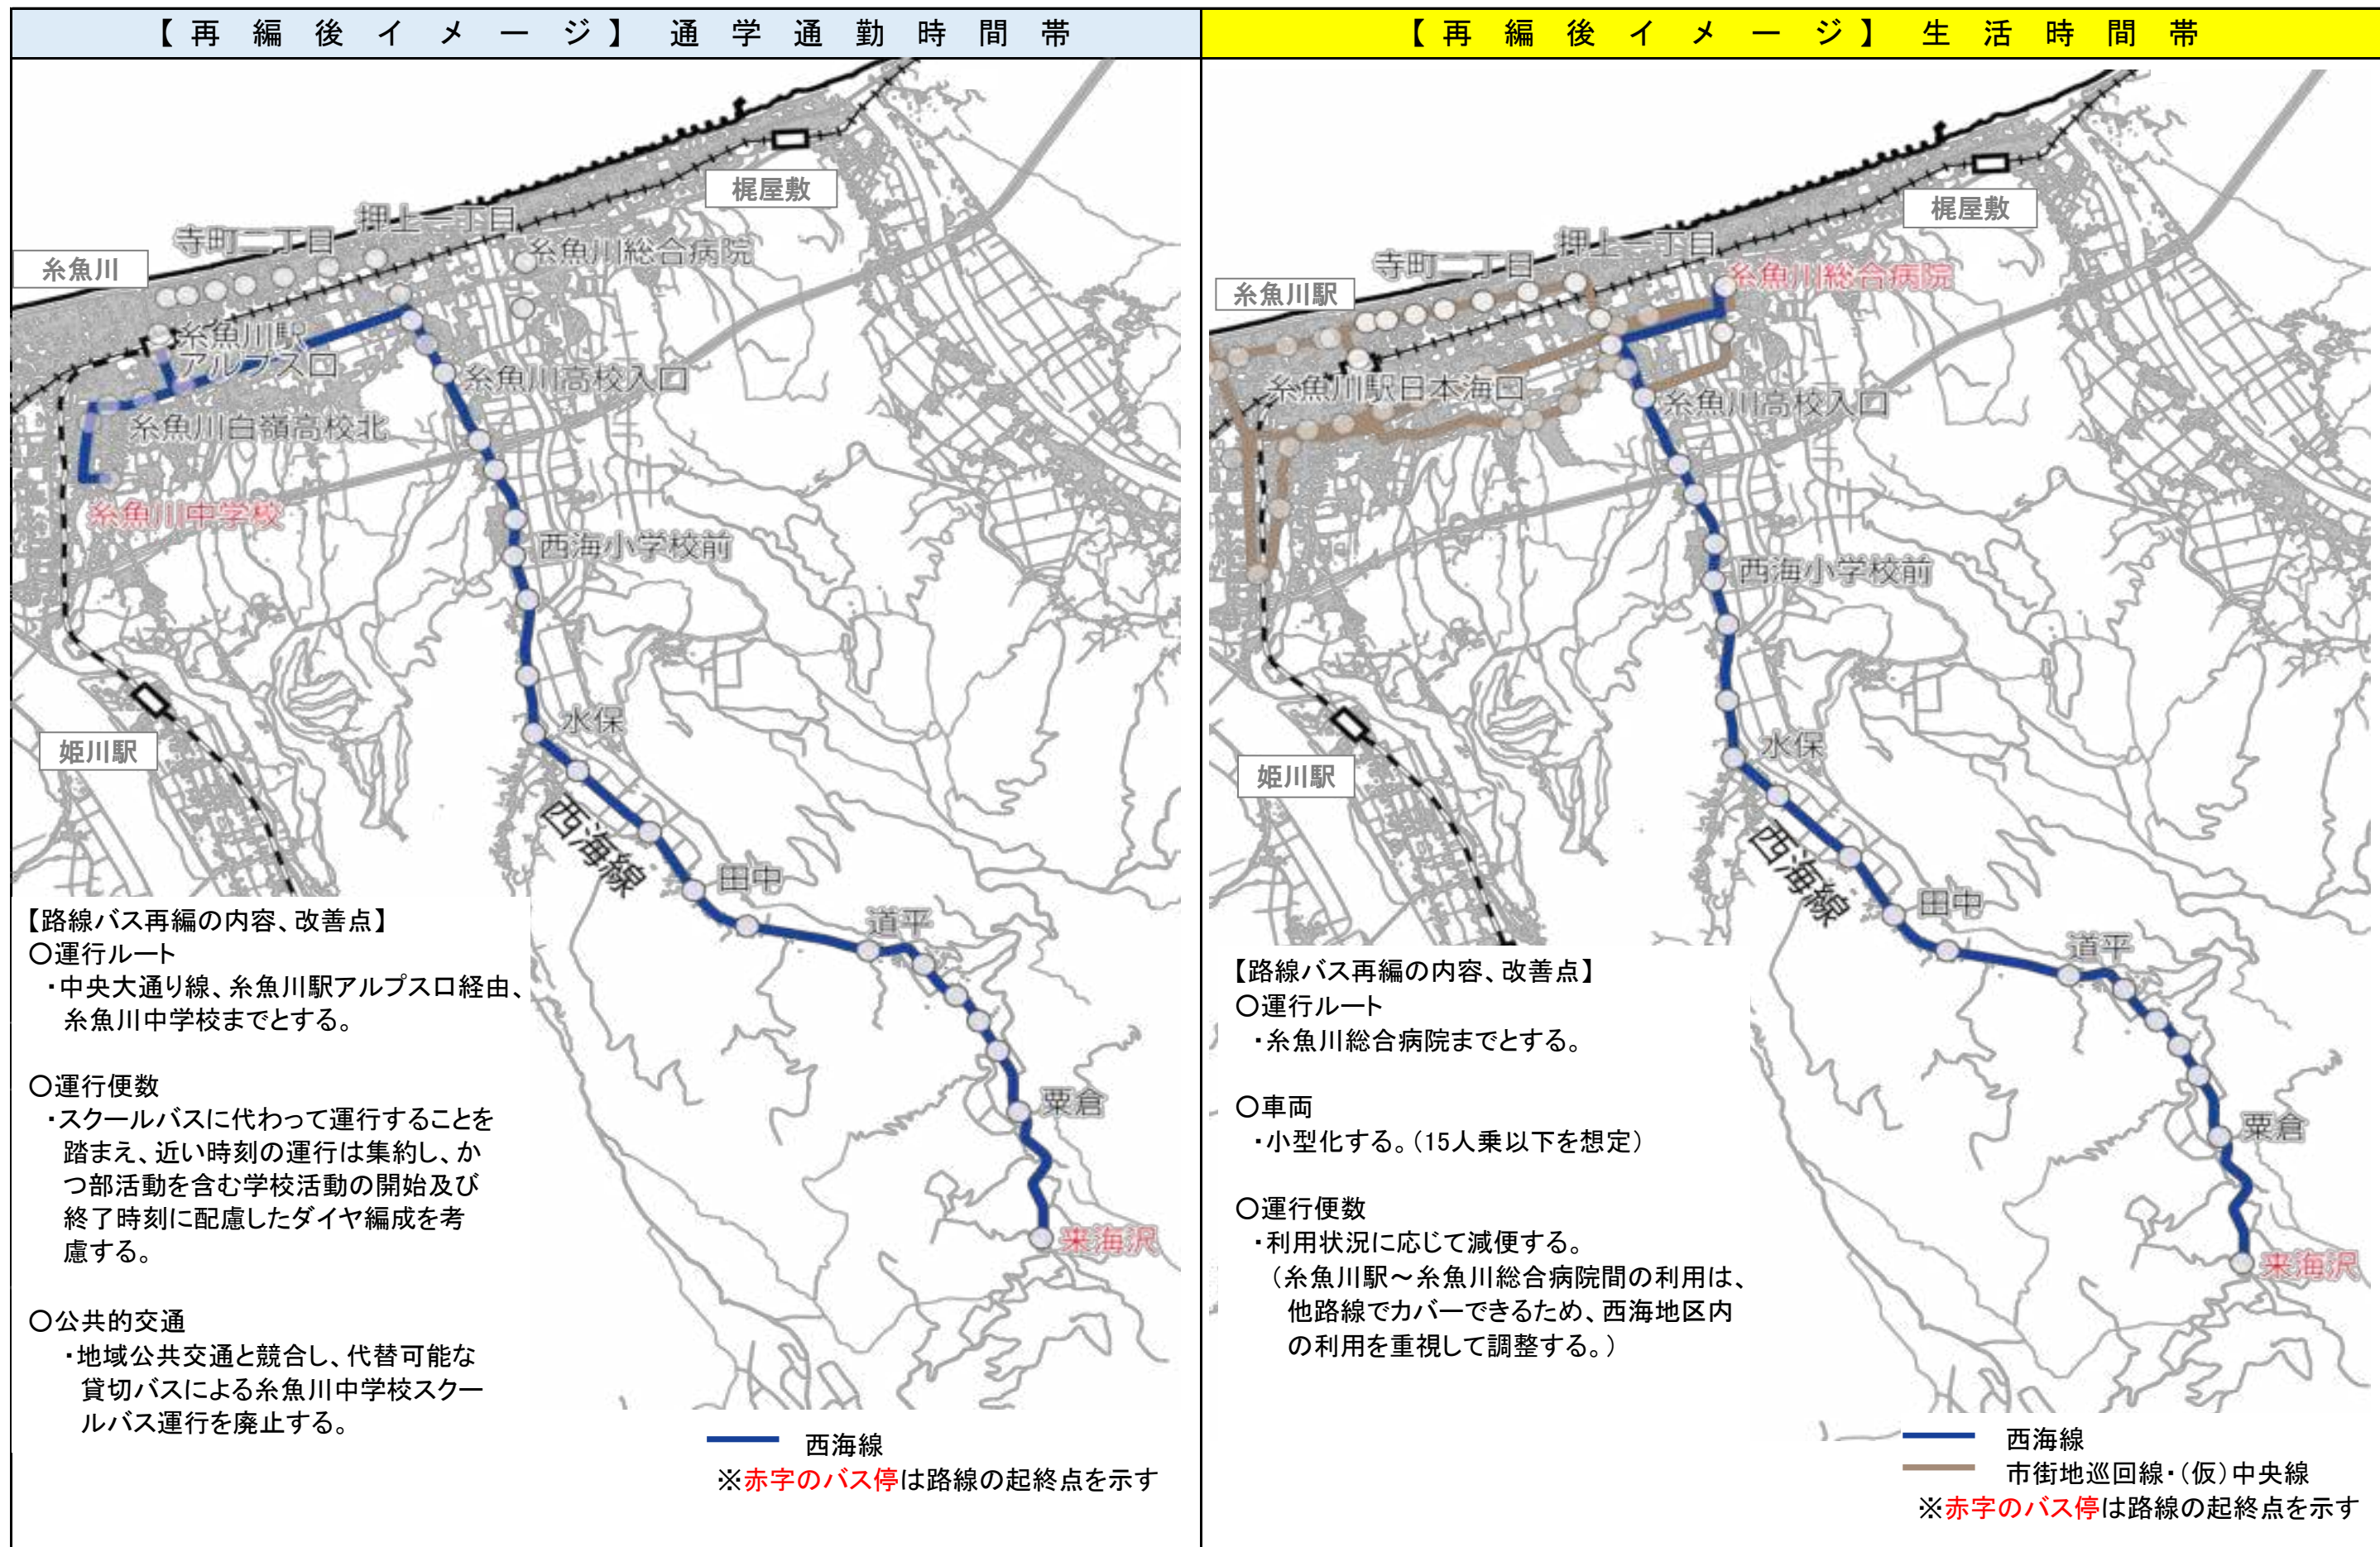 【再編後イメージ】通学通勤時間帯
糸魚川
寺町二丁目
押上一丁目
梶屋敷
糸魚川総合病院
糸魚川駅
アルプス口
糸魚川高校入口
糸魚川白嶺高校北
糸魚川中学校
西海小学校前
水保
姫川駅
西海線
田中
道平
粟倉
来海沢
【路線バス再編の内容、改善点】
〇運行ルート
・中央大通り線、糸魚川駅アルプス口経由、
糸魚川中学校までとする。
〇運行便数
・スクールバスに代わって運行することを
踏まえ、近い時刻の運行は集約し、か
つ部活動を含む学校活動の開始及び
終了時刻に配慮したダイヤ編成を考
慮する。
〇公共的交通
・地域公共交通と競合し、代替可能な
貸切バスによる糸魚川中学校スクー
ルバス運行を廃止する。
西海線
※赤字のバス停は路線の起終点を示す
【再編後イメージ】生活時間帯
糸魚川駅
寺町二丁目
押上一丁目
梶屋敷
糸魚川総合病院
糸魚川駅日本海口
糸魚川高校入口
西海小学校前
水保
姫川駅
西海線
田中
道平
粟倉
来海沢
【路線バス再編の内容、改善点】
〇運行ルート
・糸魚川総合病院までとする。
〇車両
・小型化する。（15人乗以下を想定）
〇運行便数
・利用状況に応じて減便する。
（糸魚川駅～糸魚川総合病院間の利用は、
他路線でカバーできるため、西海地区内
の利用を重視して調整する。）
西海線
市街地巡回線・（仮）中央線
※赤字のバス停は路線の起終点を示す